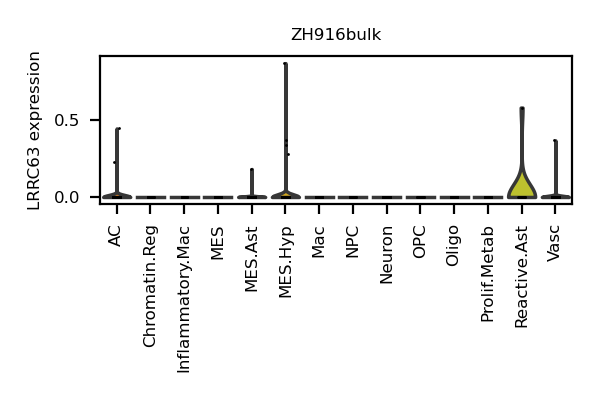 ZH916bulk
LRRC63 expression
0.5
0.0
AC
Chromatin.Reg
Inflammatory.Mac
MES
MES.Ast
MES.Hyp
Mac
NPC
Neuron
OPC
Oligo
Prolif.Metab
Reactive.Ast
Vasc